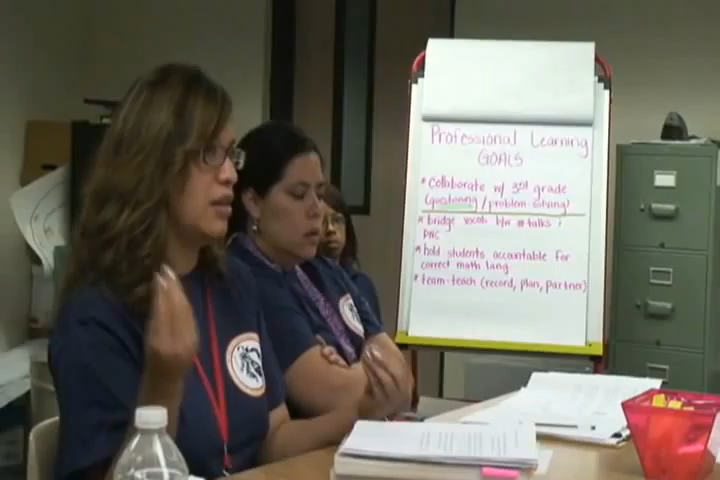 Professional Learning
GOALS
* collaborate w/ 3rd grade
(questioning/problem-solving)
* bridge vocab b/w # talks &
PAC
* hold students accountable for
correct math lang
* team-teach (record, plan, partner)